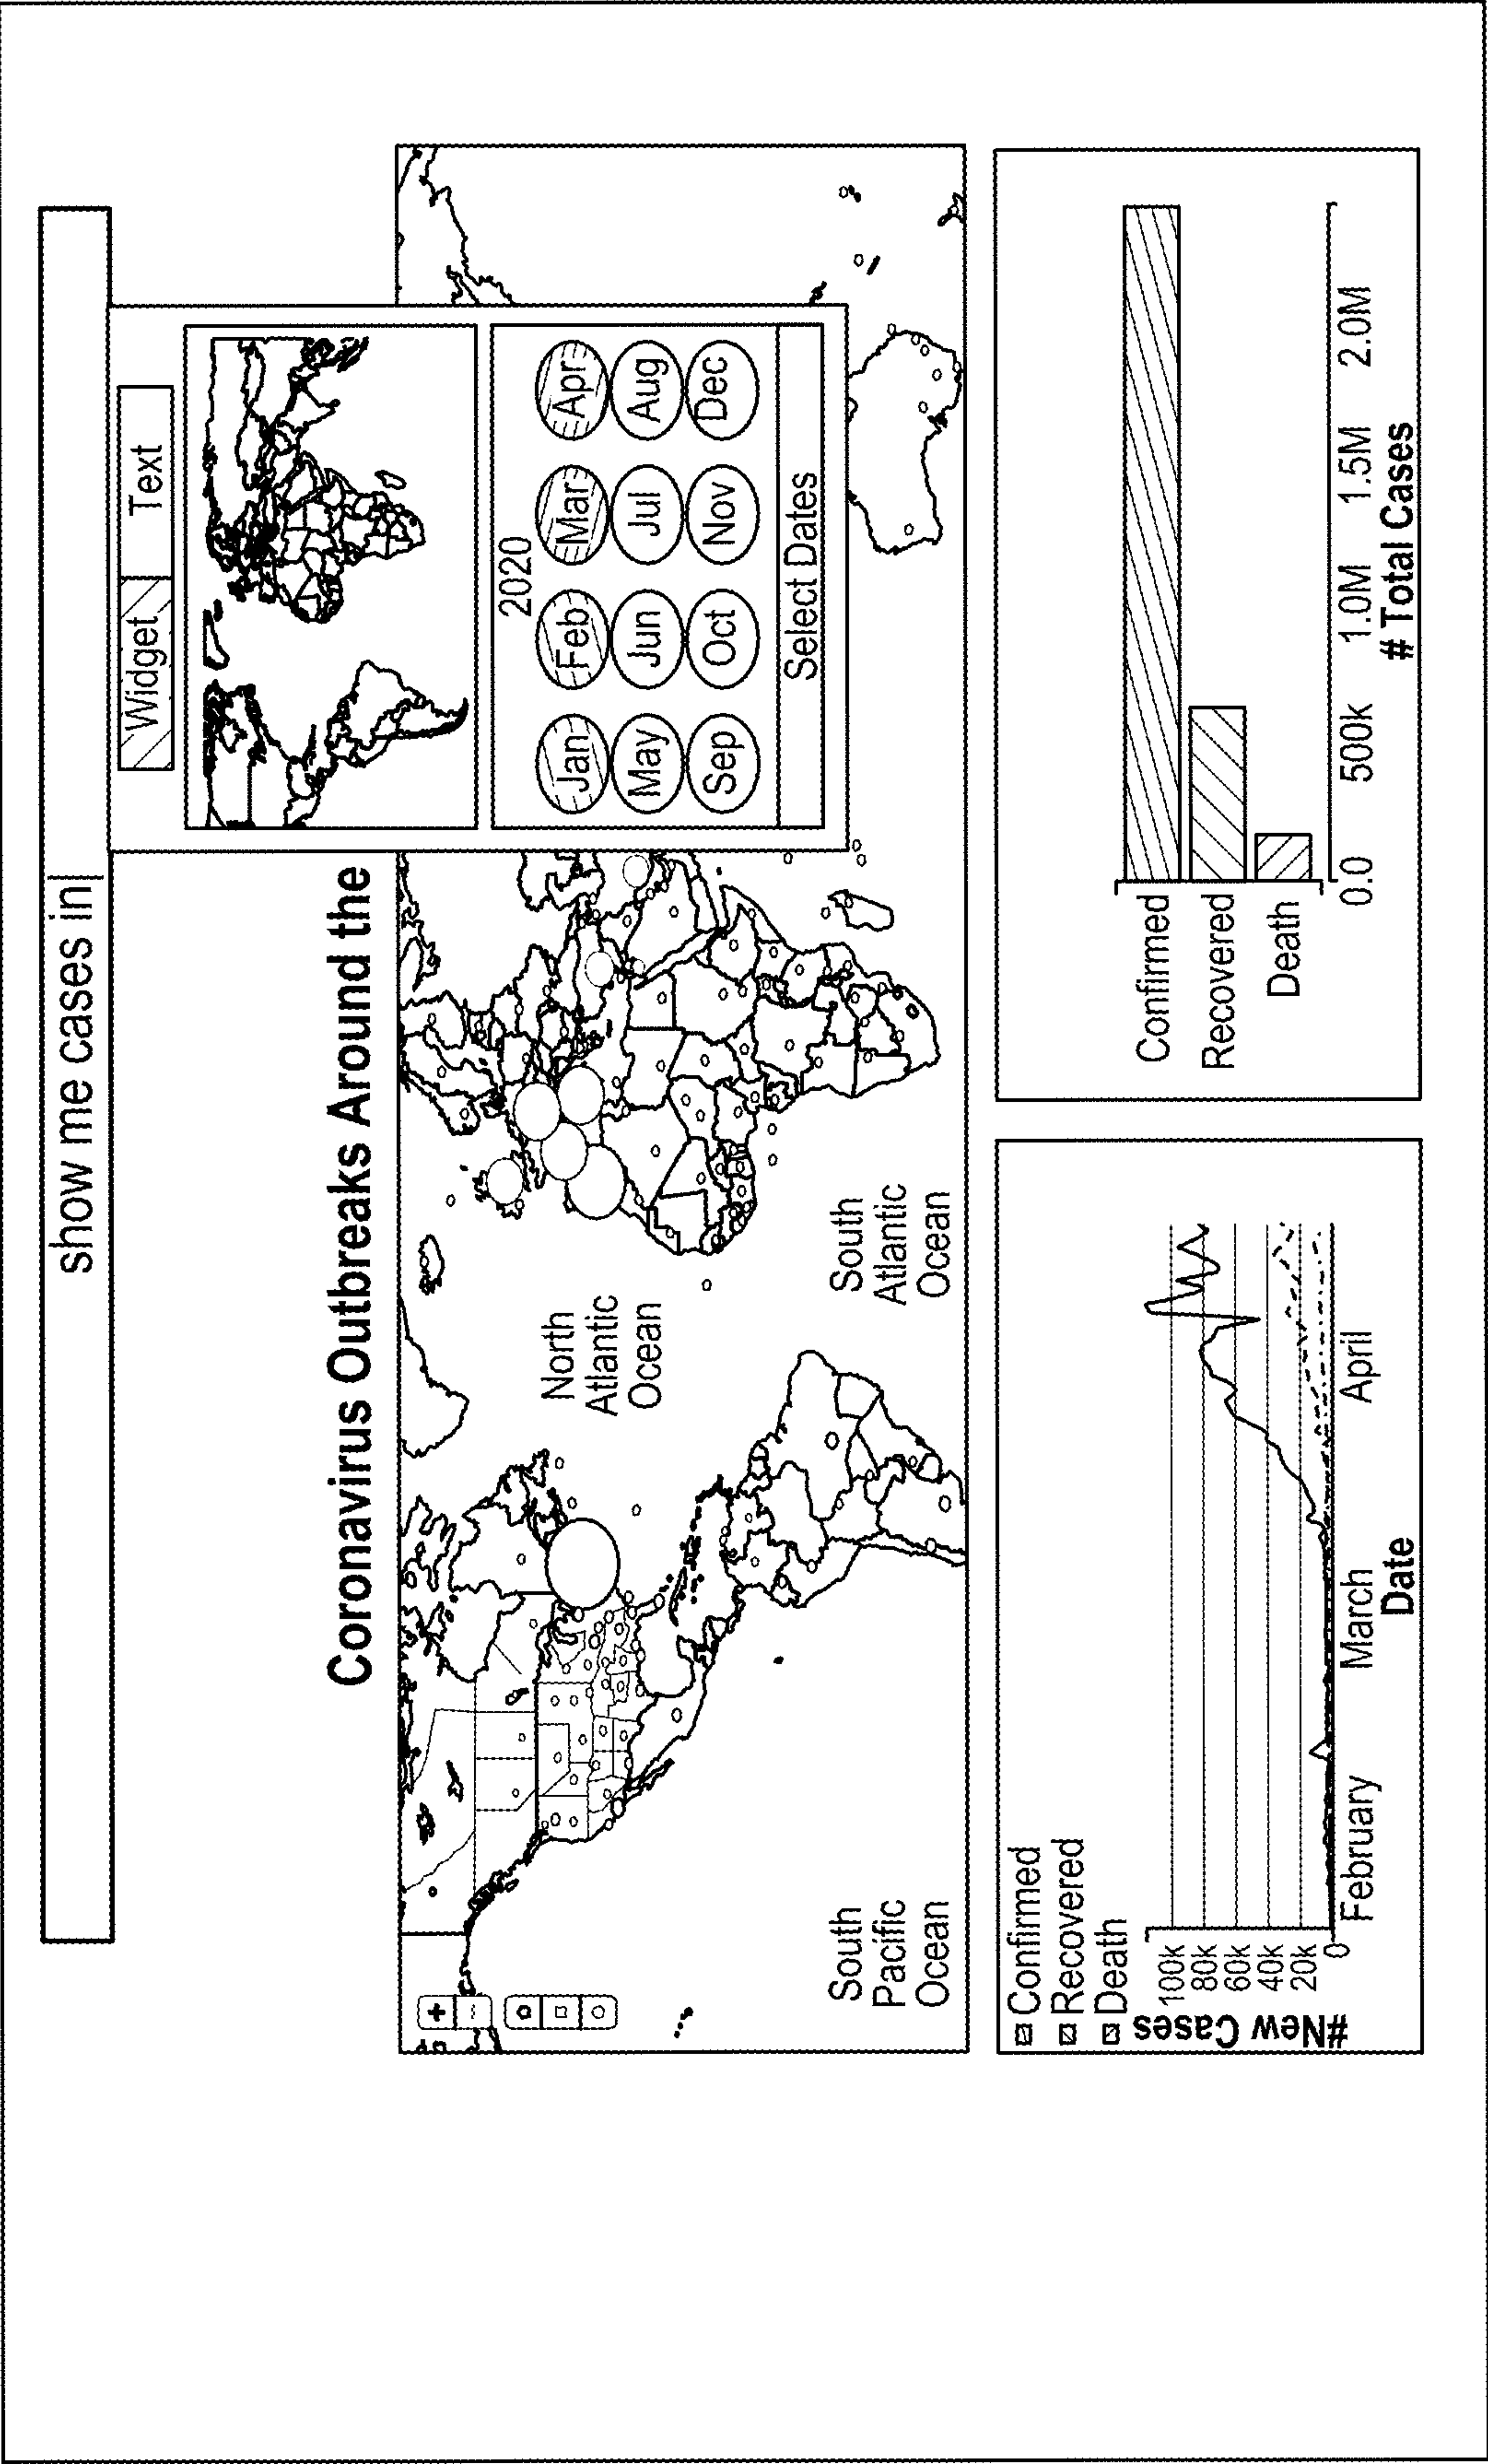 show me cases in
Widget Text
Coronavirus Outbreaks Around the
2020
Jan Feb Mar Apr
May Jun Jul Aug
Sep Oct Nov Dec
Select Dates
North
Atlantic
Ocean
South
Pacific
Ocean
South
Atlantic
Ocean
+
-
Confirmed
Recovered
Death
#New Cases
100k
80k
60k
40k
20k
0
February March April
Date
Confirmed
Recovered
Death
0.0 500k 1.0M 1.5M 2.0M
# Total Cases